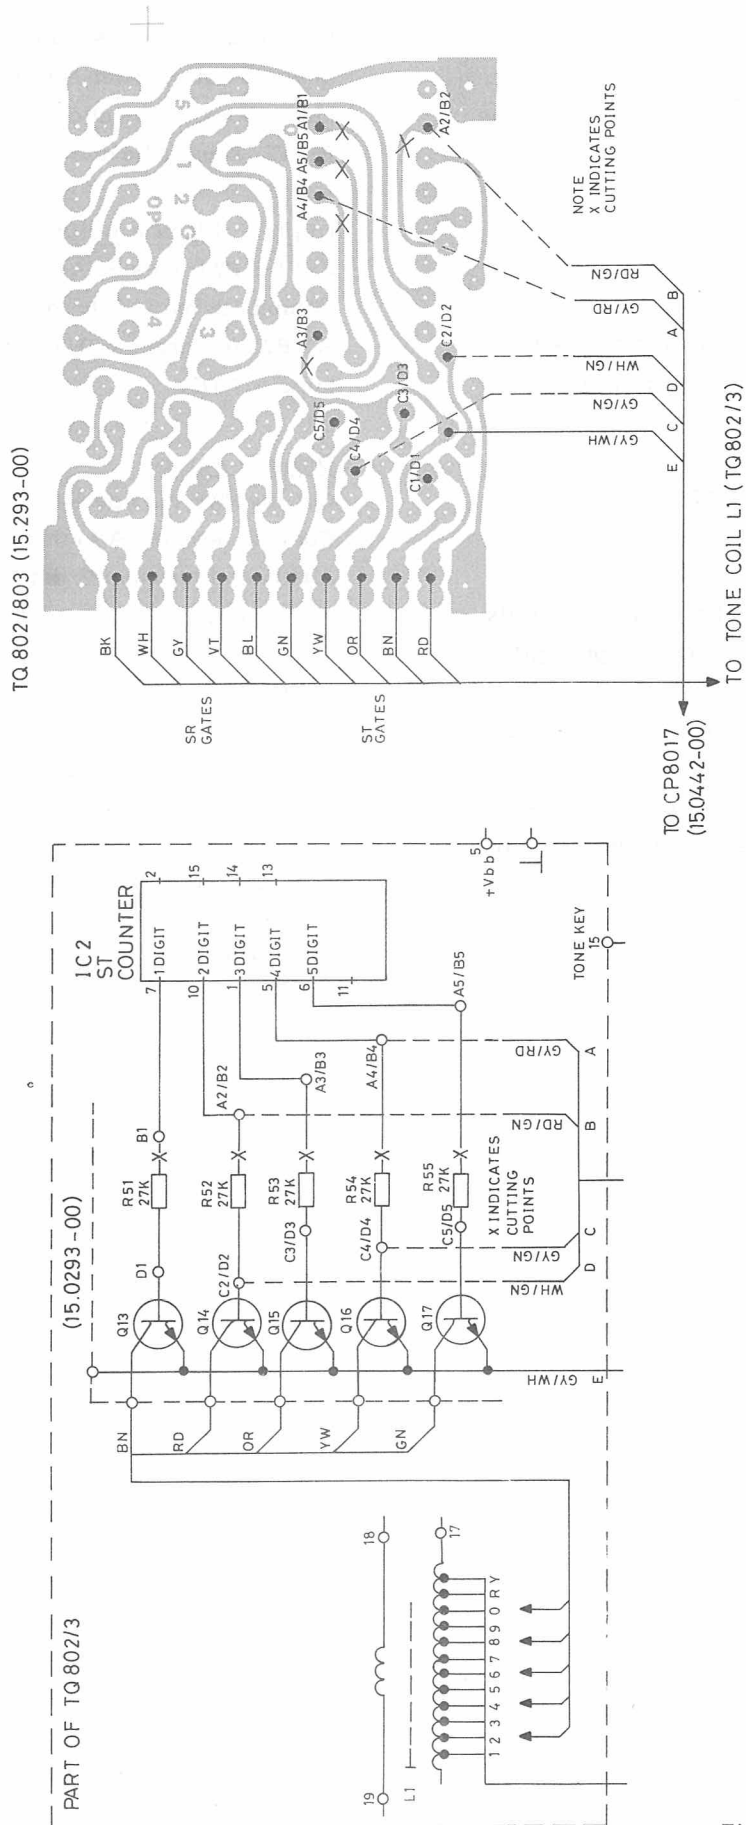 TQ 802/803 (15.293-00)
5
1
0
2
Op
G
4
3
A1/B1
A5/B5
A4/B4
A2/B2
A3/B3
C2/D2
C5/D5
C3/D3
C4/D4
C1/D1
NOTE
X INDICATES
CUTTING POINTS
RD/GN
B
GY/RD
A
WH/GN
D
GY/GN
C
GY/WH
E
BK
WH
GY
VT
BL
GN
YW
OR
BN
RD
SR
GATES
ST
GATES
TO TONE COIL L1 (TQ802/3)
TO CP8017
(15.0442-00)
PART OF TQ802/3
(15.0293-00)
IC2
ST
COUNTER
7 1 DIGIT 2
10 2 DIGIT 15
1 3 DIGIT 14
5 4 DIGIT 13
6 5 DIGIT
11
+Vbb 5
TONE KEY
15
B1
A2/B2
A3/B3
A4/B4
A5/B5
R51
27K
R52
27K
R53
27K
R54
27K
R55
27K
D1
C2/D2
C3/D3
C4/D4
C5/D5
X INDICATES
CUTTING
POINTS
GY/RD
A
RD/GN
B
GY/GN
C
WH/GN
D
GY/WH
E
Q13
Q14
Q15
Q16
Q17
BN
RD
OR
YW
GN
18
17
19
L1
1 2 3 4 5 6 7 8 9 0 R Y